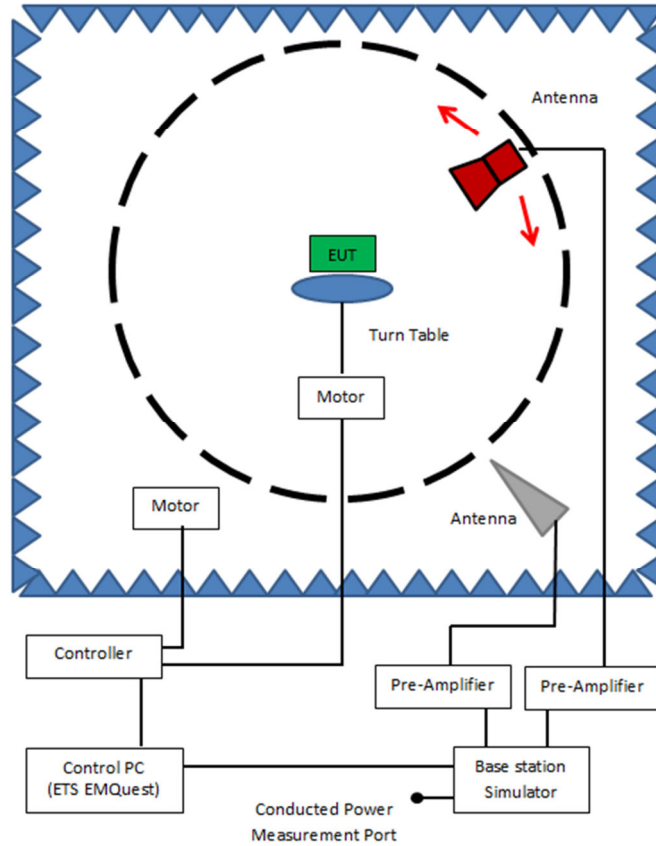 Antenna
EUT
Turn Table
Motor
Motor
Antenna
Controller
Pre-Amplifier
Pre-Amplifier
Control PC
(ETS EMQuest)
Base station
Simulator
Conducted Power
Measurement Port